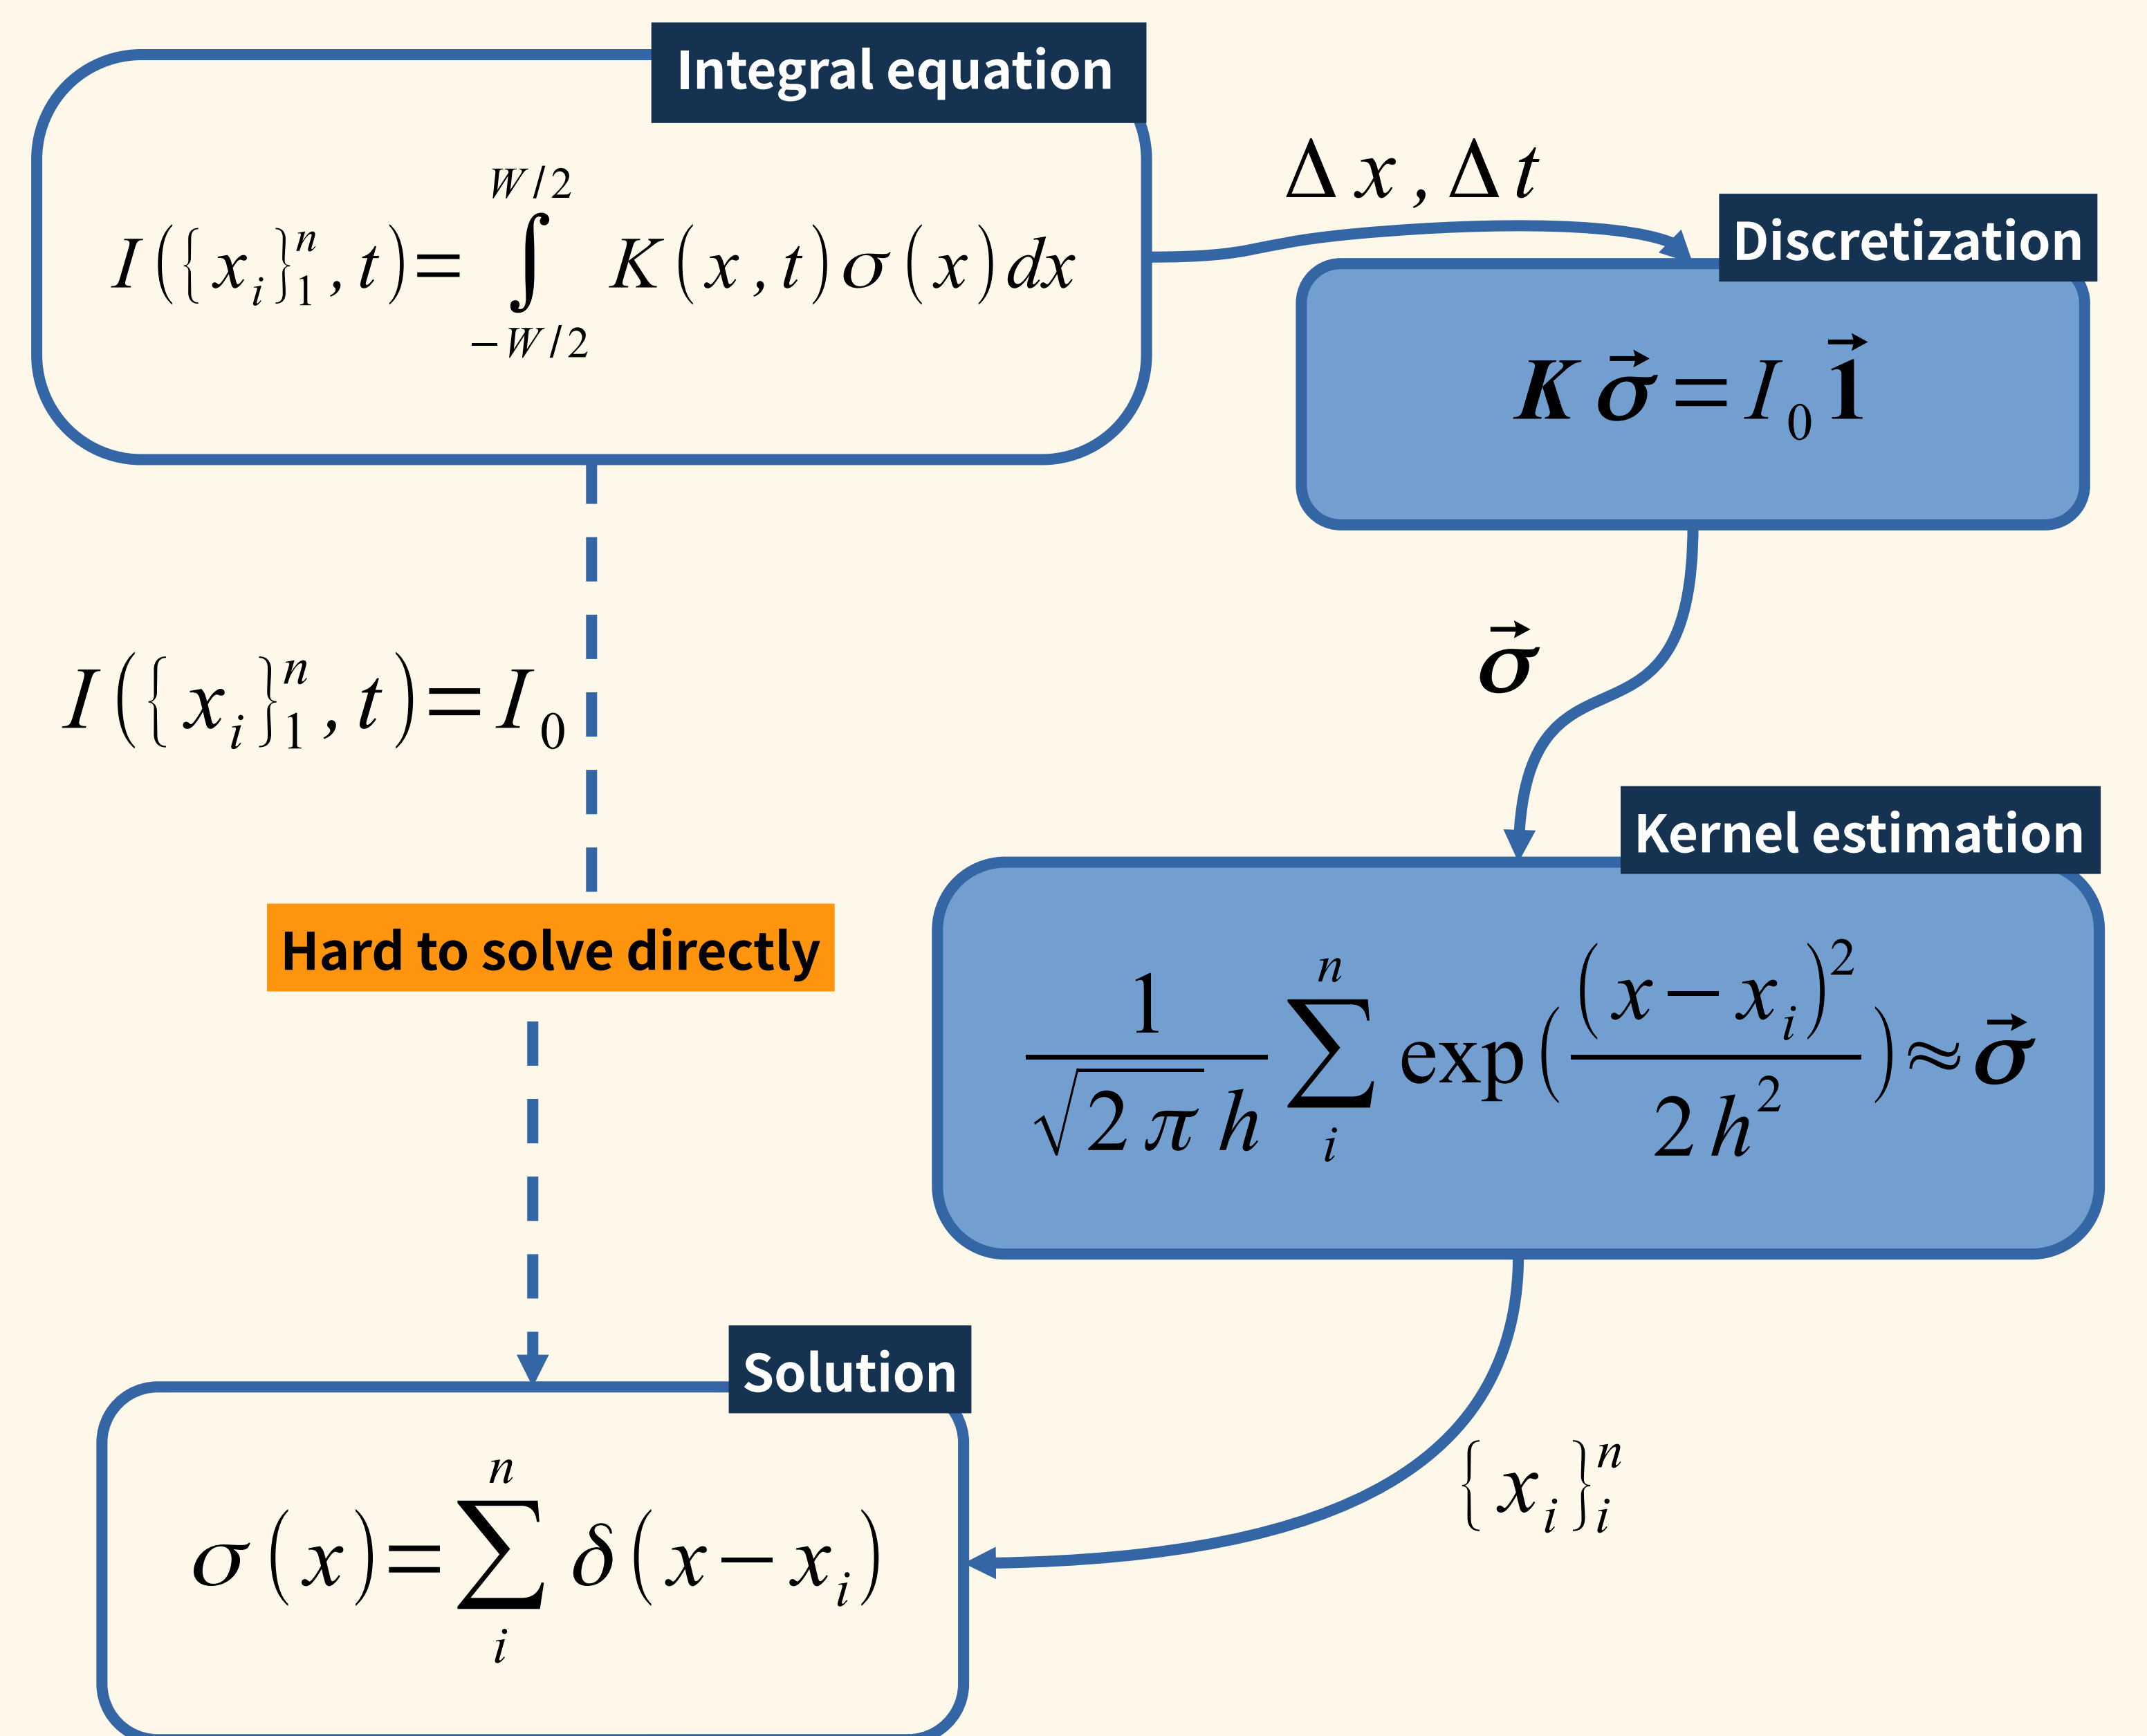 Integral equation
I({x_i}_1^n, t) = ∫_{-W/2}^{W/2} K(x, t) σ(x) dx
Δx, Δt
Discretization
K σ⃗ = I_0 1⃗
σ⃗
I({x_i}_1^n, t) = I_0
Kernel estimation
1/(√(2π) h) ∑_i^n exp((x − x_i)^2/(2h^2)) ≈ σ⃗
Hard to solve directly
Solution
{x_i}_i^n
σ(x) = ∑_i^n δ(x − x_i)